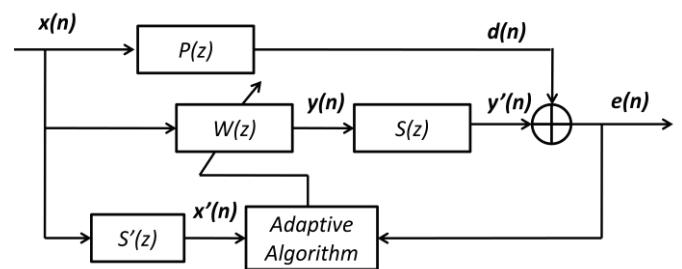 x(n)
P(z)
d(n)
W(z)
y(n)
S(z)
y'(n)
e(n)
S'(z)
x'(n)
Adaptive
Algorithm